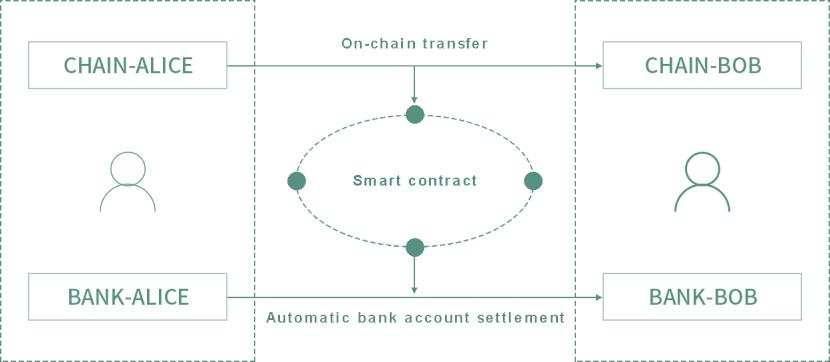 On-chain transfer
CHAIN-ALICE
CHAIN-BOB
Smart contract
BANK-ALICE
BANK-BOB
Automatic bank account settlement